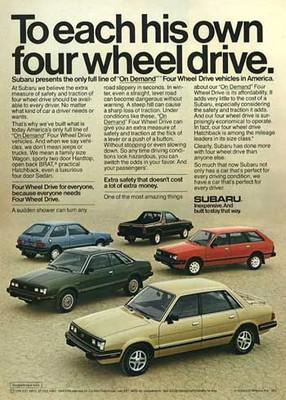 To each his own
four wheel drive.
Subaru presents the only full line of "On Demand" Four Wheel Drive vehicles in America.
At Subaru we believe the extra
measure of safety and traction of
four wheel drive should be avail-
able to every driver. No matter
what kind of car a driver needs or
wants.
That's why we've built what is
today America's only full line of
"On Demand" Four Wheel Drive
vehicles. And when we say vehi-
cles, we don't mean jeeps or
trucks. We mean a family size
Wagon, sporty two door Hardtop,
open back BRAT, practical
Hatchback, even a luxurious
four door Sedan.
Four Wheel Drive for everyone,
because everyone needs
Four Wheel Drive.
A sudden shower can turn any
road slippery in seconds. In win-
ter, even a straight, level road
can become dangerous without
warning. A steep hill can cause
a sharp loss of traction. Under
conditions like these, "On
Demand" Four Wheel Drive can
give you an extra measure of
safety and traction at the flick of
a lever or push of a button.
Without stopping or even slowing
down. So any time driving condi-
tions look hazardous, you can
switch the odds in your favor. And
your passengers'.
Extra safety that doesn't cost
a lot of extra money.
One of the most amazing things
about our "On Demand" Four
Wheel Drive is its affordability. It
adds very little to the cost of a
Subaru, especially considering
the safety and traction it adds.
And our four wheel drive is sur-
prisingly economical to operate.
In fact, our four wheel drive
Hatchback is among the mileage
leaders in its size and class.
Clearly, Subaru has done more
with four wheel drive than
anyone else.
So much that now Subaru not
only has a car that's perfect for
every driving condition, we
have a car that's perfect for
every driver.
SUBARU.
Inexpensive. And
built to stay that way.